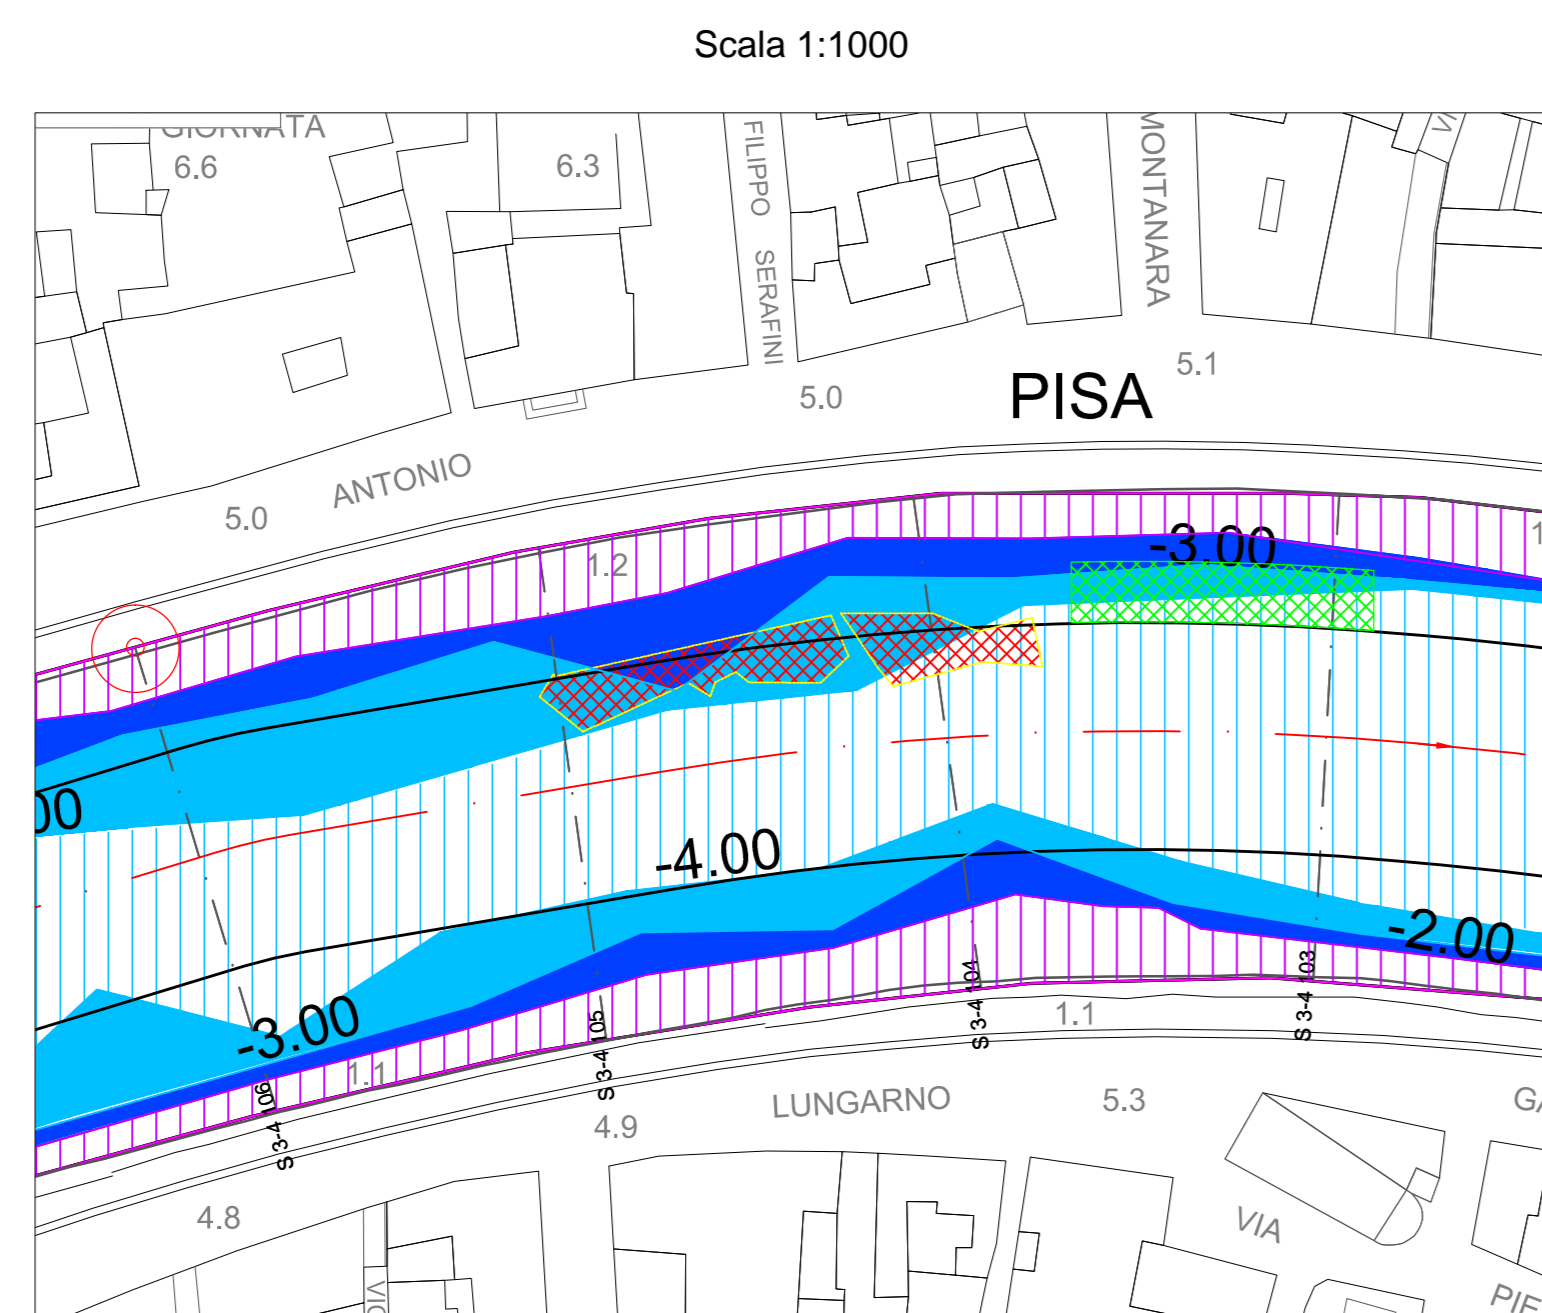 Scala 1:1000
GIORNATA
6.6
6.3
FILIPPO SERAFINI
MONTANARA
5.1
5.0
PISA
ANTONIO
5.0
1.2
-3.00
00
-4.00
-2.00
-3.00
S 3-4 104
S 3-4 103
S 3-4 105
S 3-4 106
1.1
1.1
LUNGARNO
5.3
4.9
4.8
VIA